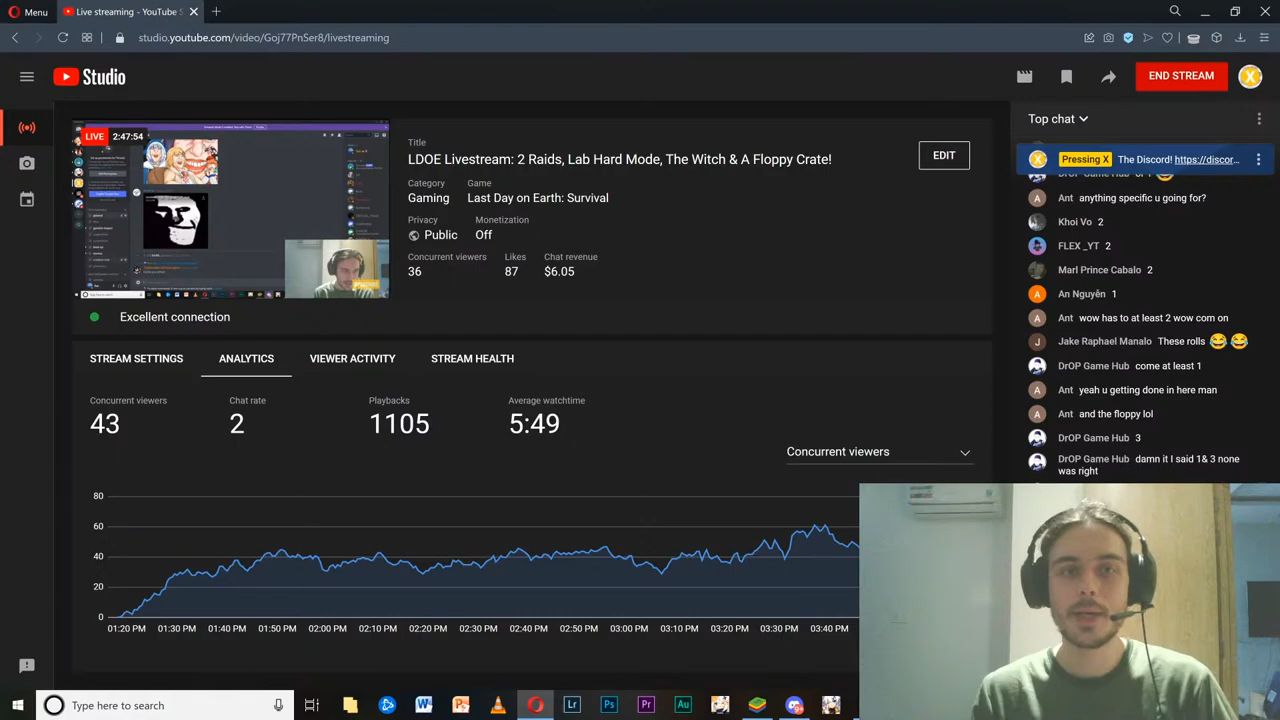 Menu
Live streaming - YouTube S
studio.youtube.com/video/Goj77PnSer8/livestreaming
Studio
END STREAM
X
LIVE 2:47:54
Title
LDOE Livestream: 2 Raids, Lab Hard Mode, The Witch & A Floppy Crate!
EDIT
Category
Gaming
Game
Last Day on Earth: Survival
Privacy
Public
Monetization
Off
Concurrent viewers
36
Likes
87
Chat revenue
$6.05
Excellent connection
STREAM SETTINGS
ANALYTICS
VIEWER ACTIVITY
STREAM HEALTH
Concurrent viewers
43
Chat rate
2
Playbacks
1105
Average watchtime
5:49
Concurrent viewers
80
60
40
20
0
01:20 PM 01:30 PM 01:40 PM 01:50 PM 02:00 PM 02:10 PM 02:20 PM 02:30 PM 02:40 PM 02:50 PM 03:00 PM 03:10 PM 03:20 PM 03:30 PM 03:40 PM
Top chat
X Pressing X The Discord! https://discor...
A Ant anything specific u going for?
Khoi Vo 2
FLEX _YT 2
Marl Prince Cabalo 2
A An Nguyễn 1
A Ant wow has to at least 2 wow com on
J Jake Raphael Manalo These rolls 😂😂
DrOP Game Hub come at least 1
A Ant yeah u getting done in here man
A Ant and the floppy lol
DrOP Game Hub 3
DrOP Game Hub damn it I said 1& 3 none
was right
Type here to search
W P Lr Ps Pr Au